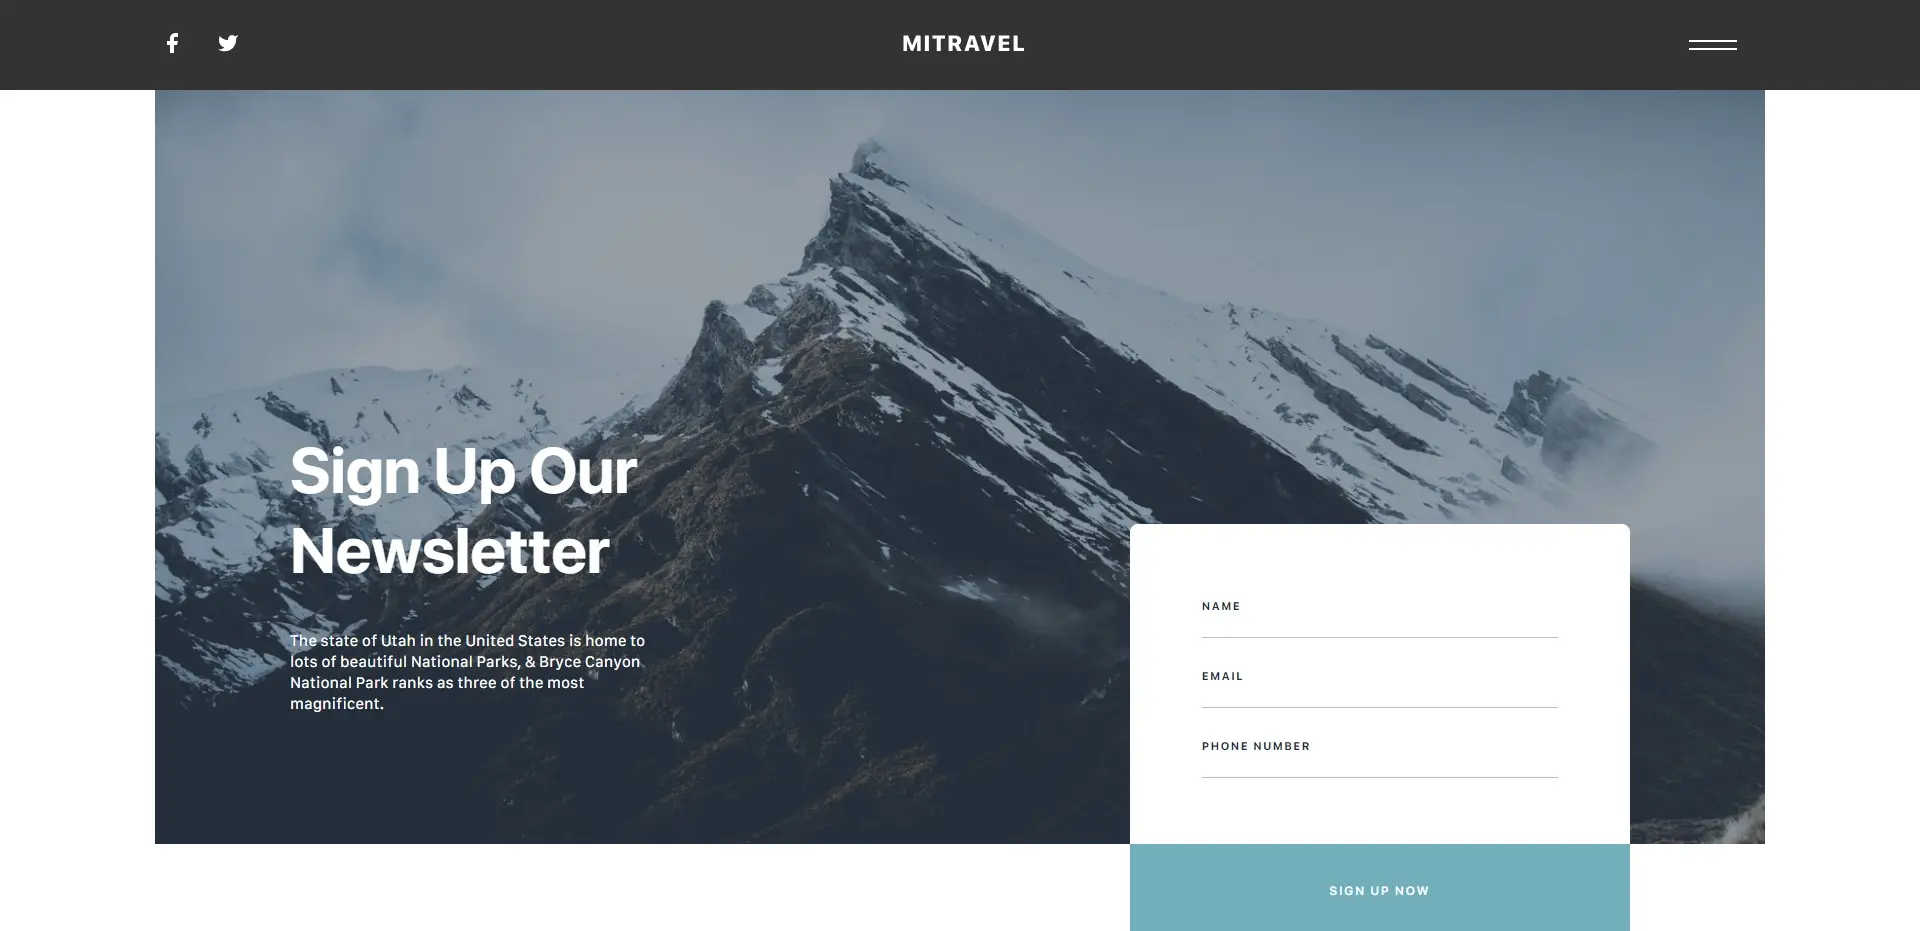 MITRAVEL
Sign Up Our
Newsletter
The state of Utah in the United States is home to
lots of beautiful National Parks, & Bryce Canyon
National Park ranks as three of the most
magnificent.
NAME
EMAIL
PHONE NUMBER
SIGN UP NOW